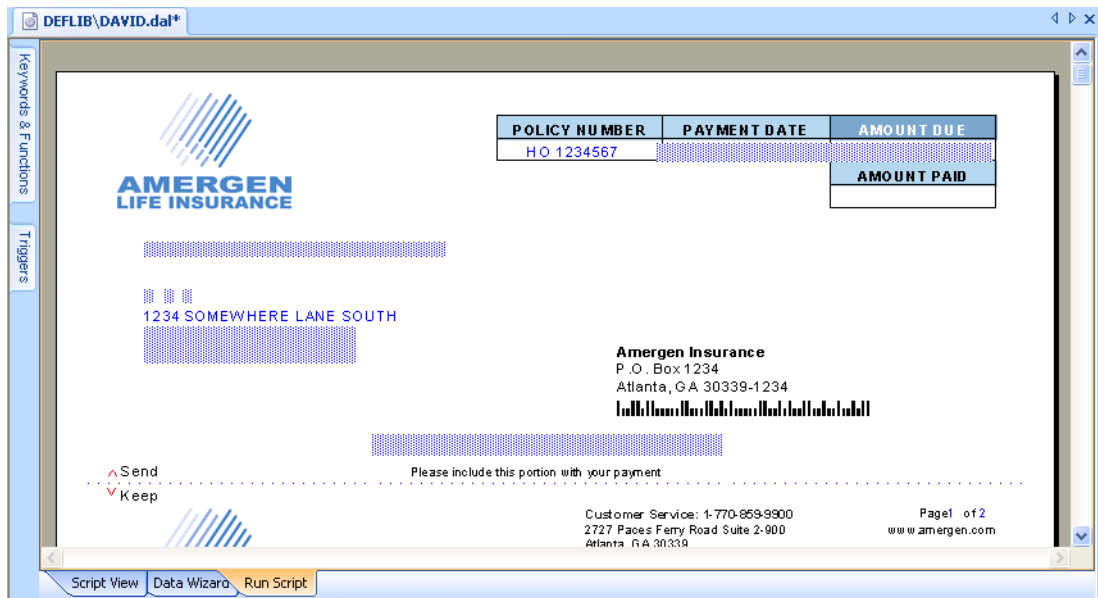 DEFLIB\DAVID.dal*
Keywords & Functions
Triggers
AMERGEN
LIFE INSURANCE
POLICY NUMBER PAYMENT DATE AMOUNT DUE
HO 1234567
AMOUNT PAID
1234 SOMEWHERE LANE SOUTH
Amergen Insurance
P.O. Box 1234
Atlanta, GA 30339-1234
Send
Please include this portion with your payment
Keep
Customer Service: 1-770-859-9900
2727 Paces Ferry Road Suite 2-900
Atlanta, GA 30339
Page1 of 2
www.amergen.com
Script View Data Wizard Run Script